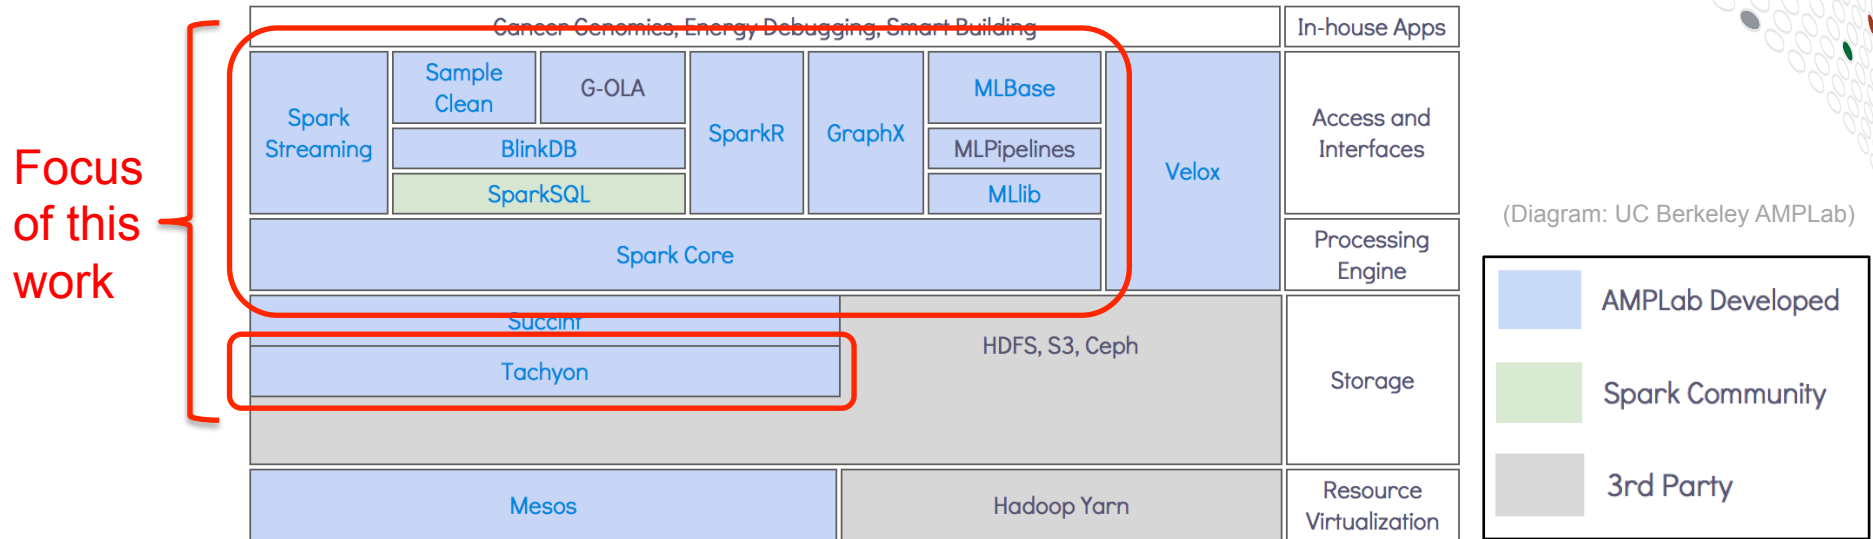 Cancer Genomics, Energy Debugging, Smart Building
In-house Apps
Focus
of this
work
Spark
Streaming
Sample
Clean
G-OLA
BlinkDB
SparkSQL
SparkR
GraphX
MLBase
MLPipelines
MLlib
Velox
Access and
Interfaces
Spark Core
Processing
Engine
Succint
Tachyon
HDFS, S3, Ceph
Storage
Mesos
Hadoop Yarn
Resource
Virtualization
(Diagram: UC Berkeley AMPLab)
AMPLab Developed
Spark Community
3rd Party